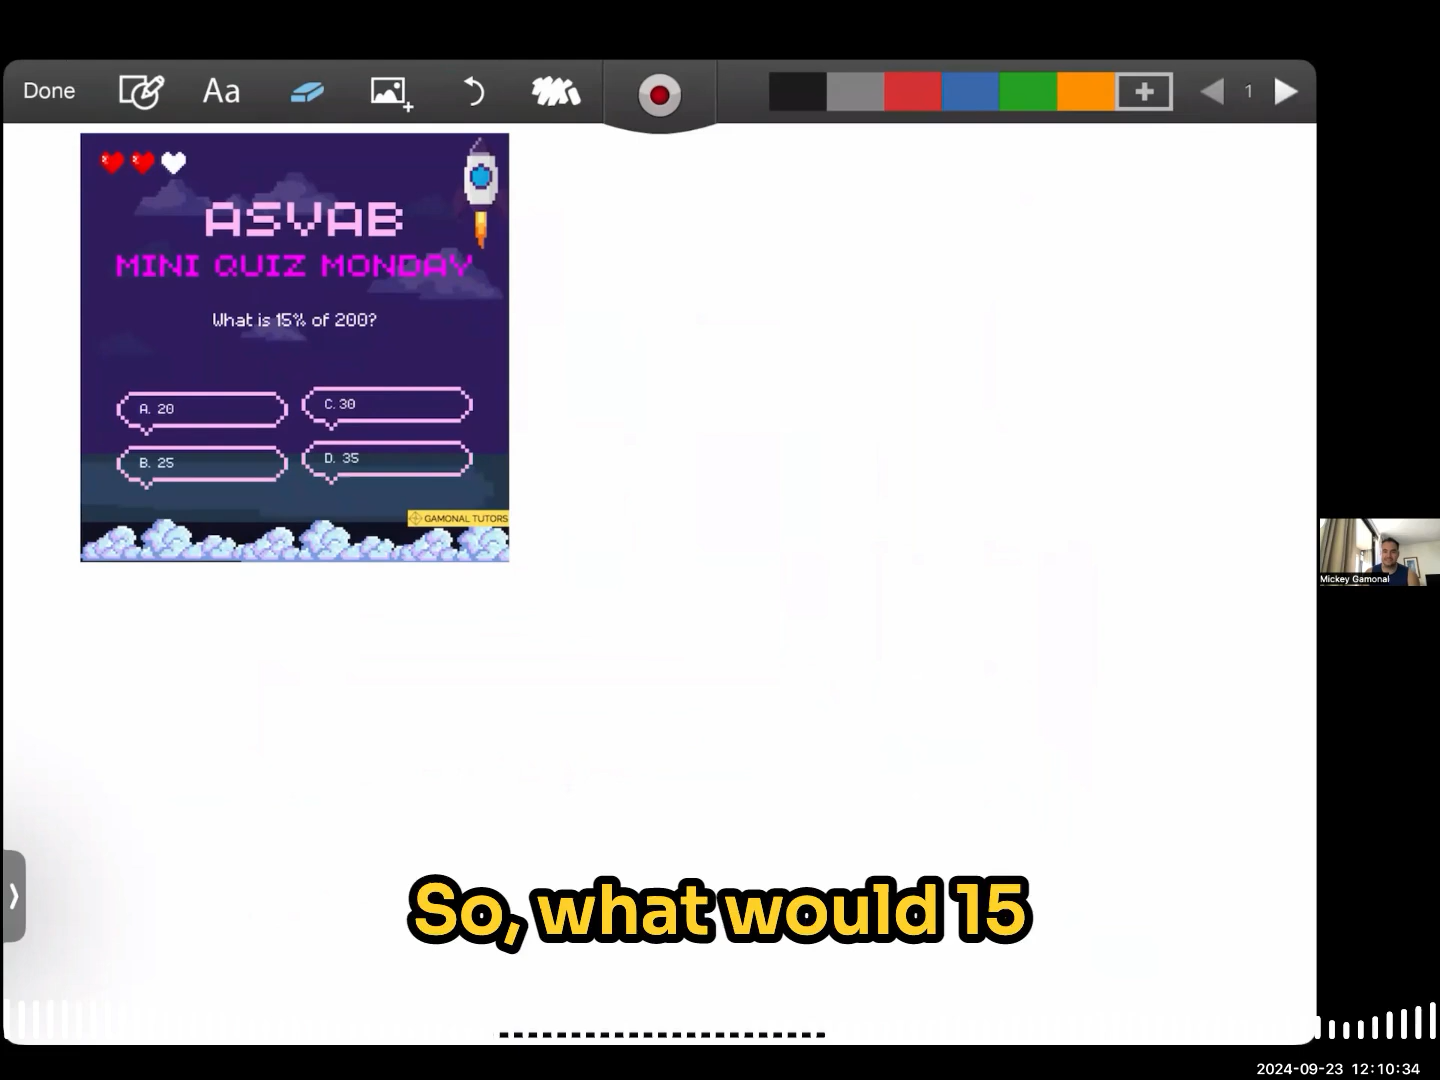 Done
Aa
1
ASVAB
MINI QUIZ MONDAY
What is 15% of 200?
A. 20
C. 30
B. 25
D. 35
GAMONAL TUTORS
Mickey Gamonal
So, what would 15
2024-09-23 12:10:34